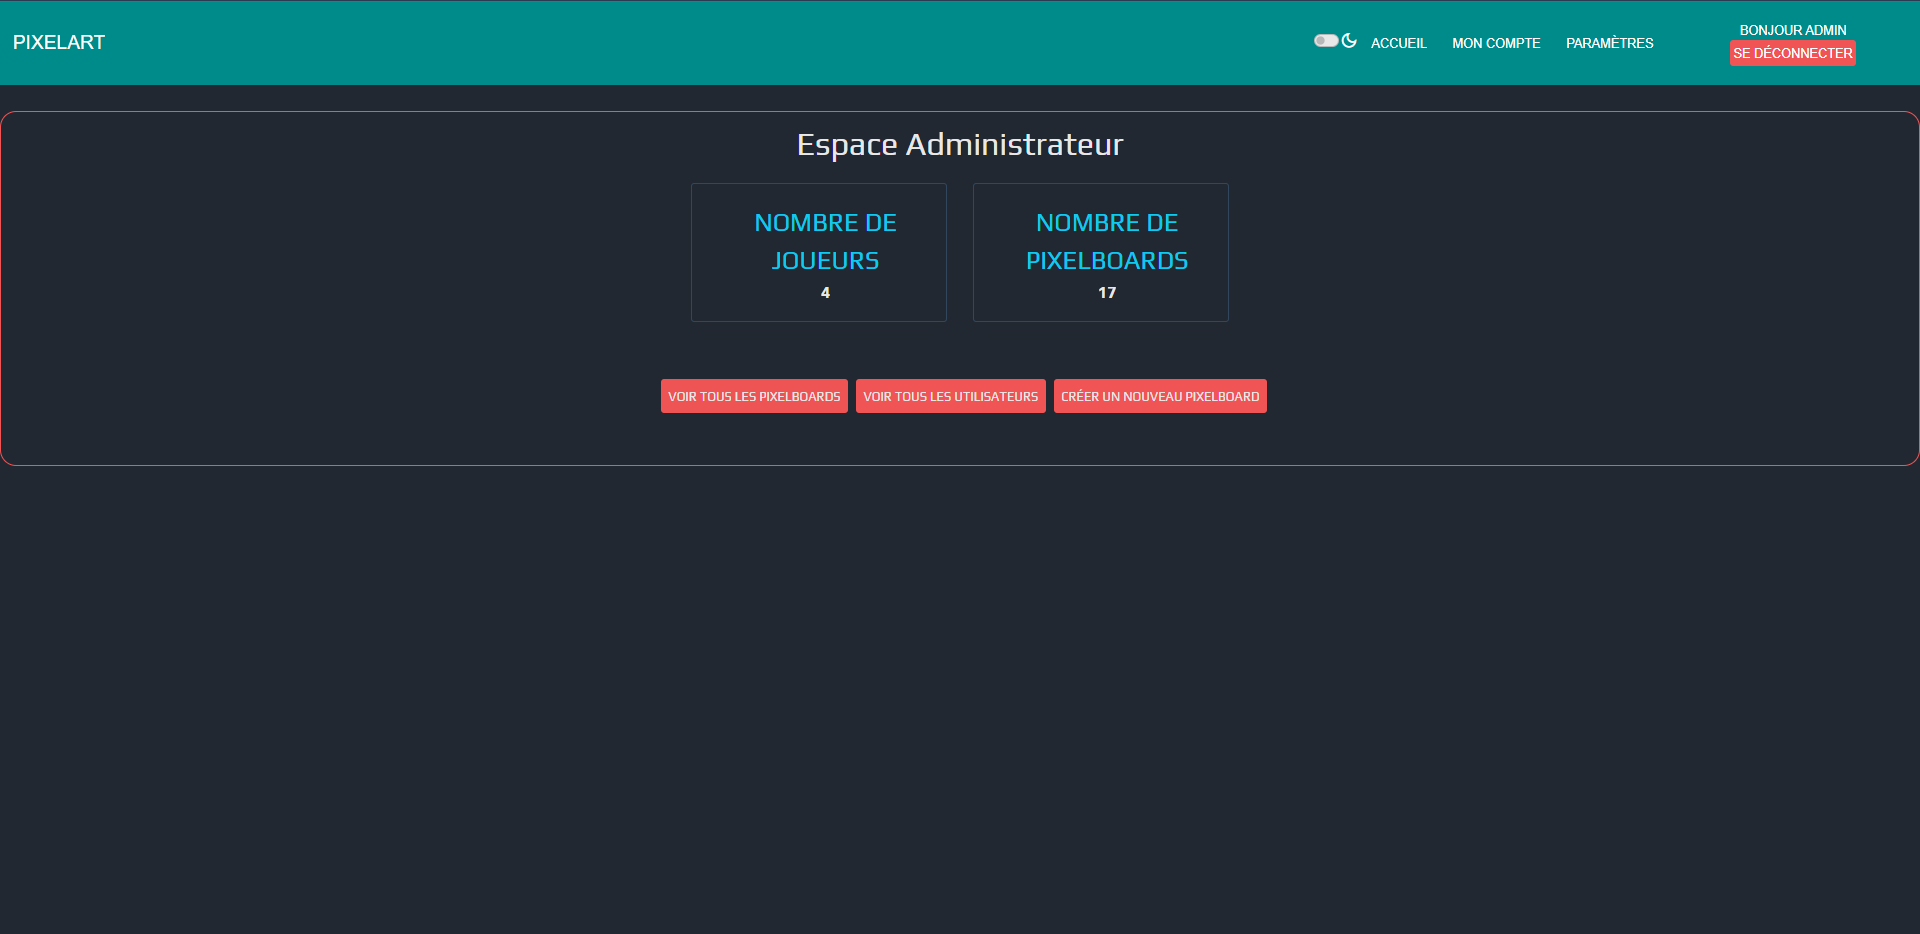 PIXELART
ACCUEIL
MON COMPTE
PARAMÈTRES
BONJOUR ADMIN
SE DÉCONNECTER
Espace Administrateur
NOMBRE DE
JOUEURS
4
NOMBRE DE
PIXELBOARDS
17
VOIR TOUS LES PIXELBOARDS
VOIR TOUS LES UTILISATEURS
CRÉER UN NOUVEAU PIXELBOARD